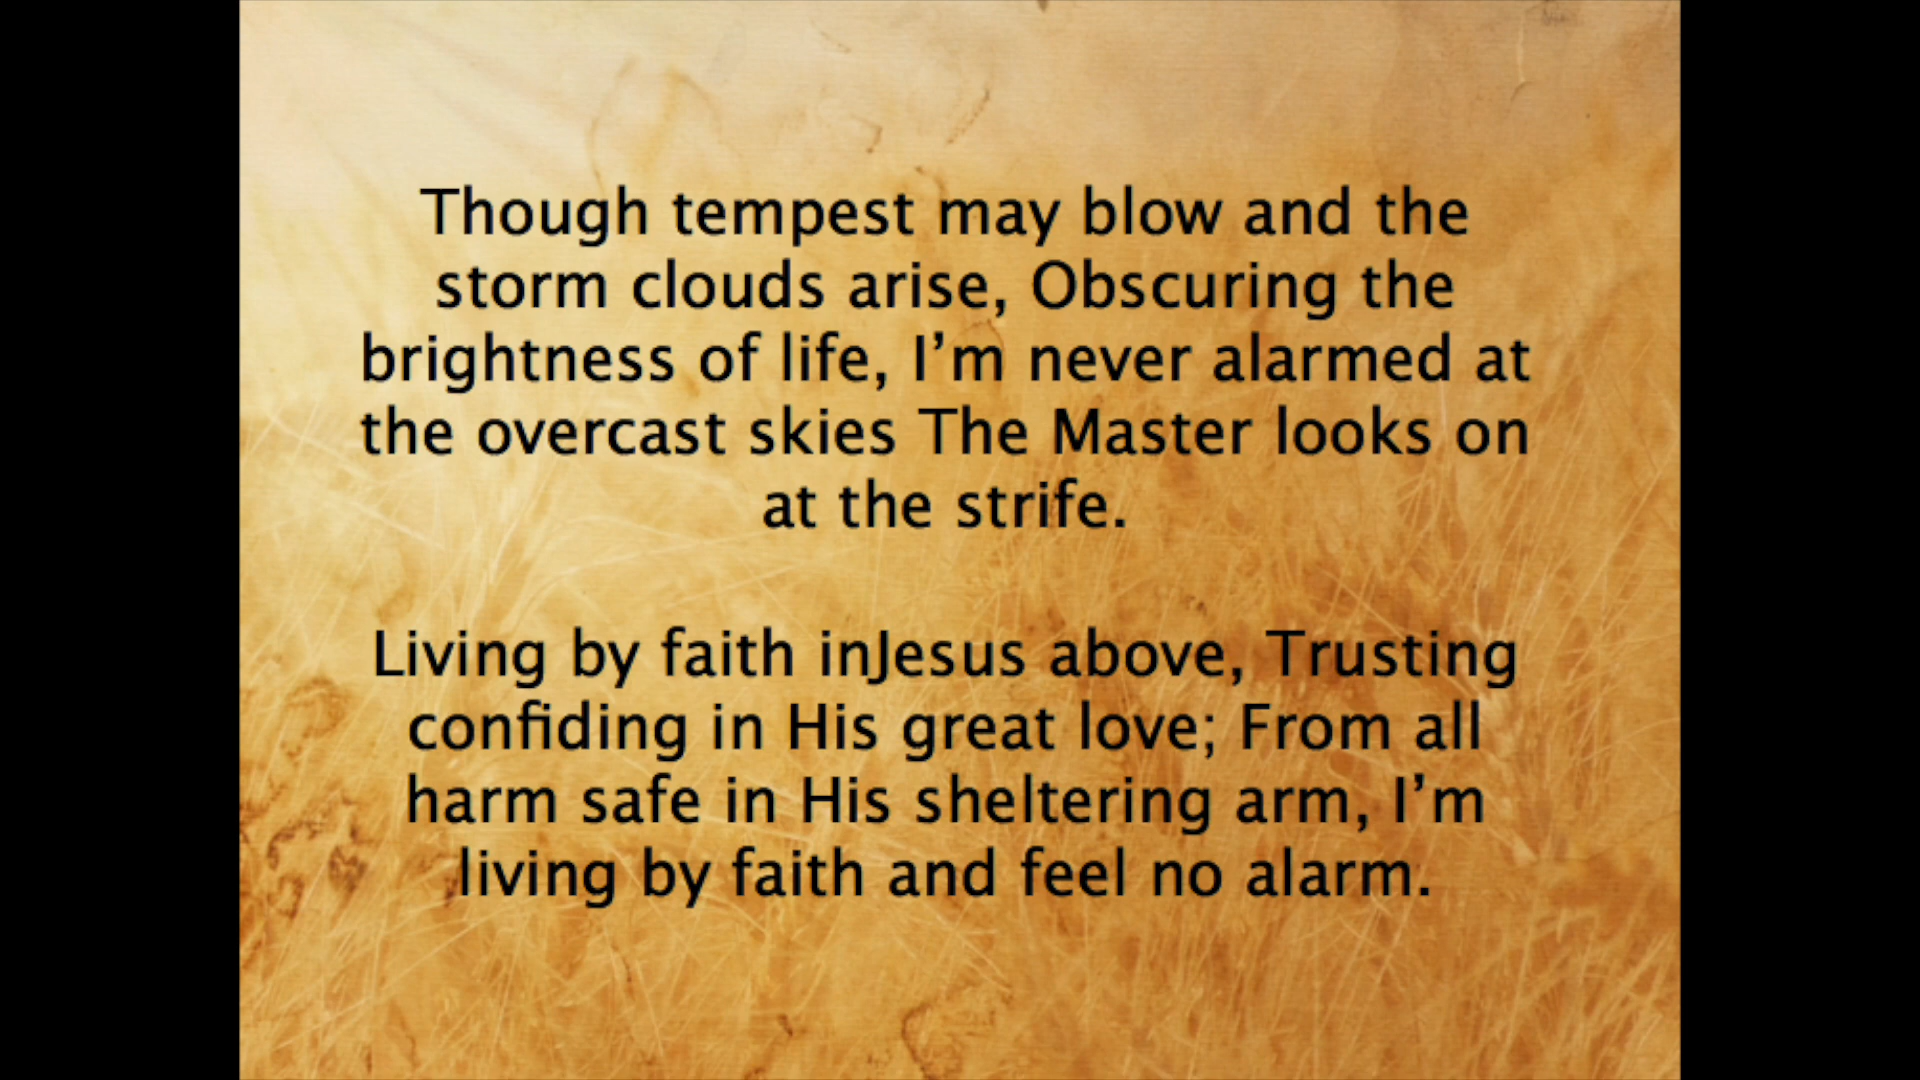 Though tempest may blow and the
storm clouds arise, Obscuring the
brightness of life, I’m never alarmed at
the overcast skies The Master looks on
at the strife.
Living by faith inJesus above, Trusting
confiding in His great love; From all
harm safe in His sheltering arm, I’m
living by faith and feel no alarm.